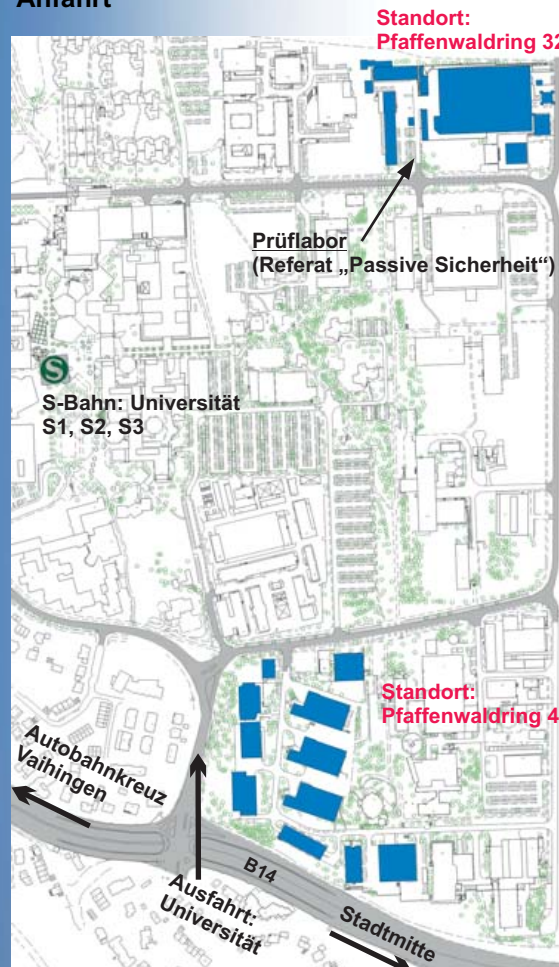 Anfahrt
Standort:
Pfaffenwaldring 32
Prüflabor
(Referat „Passive Sicherheit“)
S
S-Bahn: Universität
S1, S2, S3
Standort:
Pfaffenwaldring 4
Autobahnkreuz
Vaihingen
B14
Ausfahrt:
Universität
Stadtmitte